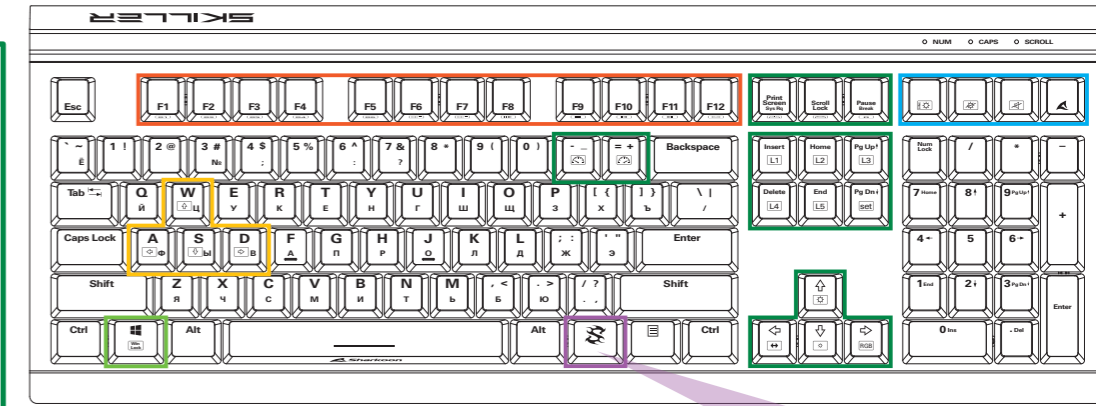 SKILLER
NUM CAPS SCROLL
Esc F1 F2 F3 F4 F5 F6 F7 F8 F9 F10 F11 F12 Print Screen Sys Rq Scroll Lock Pause Break
` ~ Ё 1 ! 2 @ 3 # № 4 $ ; 5 % 6 ^ : 7 & ? 8 * 9 ( 0 ) - _ = + Backspace Insert L1 Home L2 Pg Up L3 Num Lock / * −
Tab Q Й W Ц E У R К T Е Y Н U Г I Ш O Щ P З [ { Х ] } Ъ \ | / Delete L4 End L5 Pg Dn set 7 Home 8 9 Pg Up +
Caps Lock A Ф S Ы D В F А G П H Р J О K Л L Д ; : Ж ' " Э Enter 4 5 6
Shift Z Я X Ч C С V М B И N Т M Ь , < Б . > Ю / ? . , Shift 1 End 2 3 Pg Dn Enter
Ctrl Win Lock Alt Alt Ctrl RGB 0 Ins . Del
Sharkoon